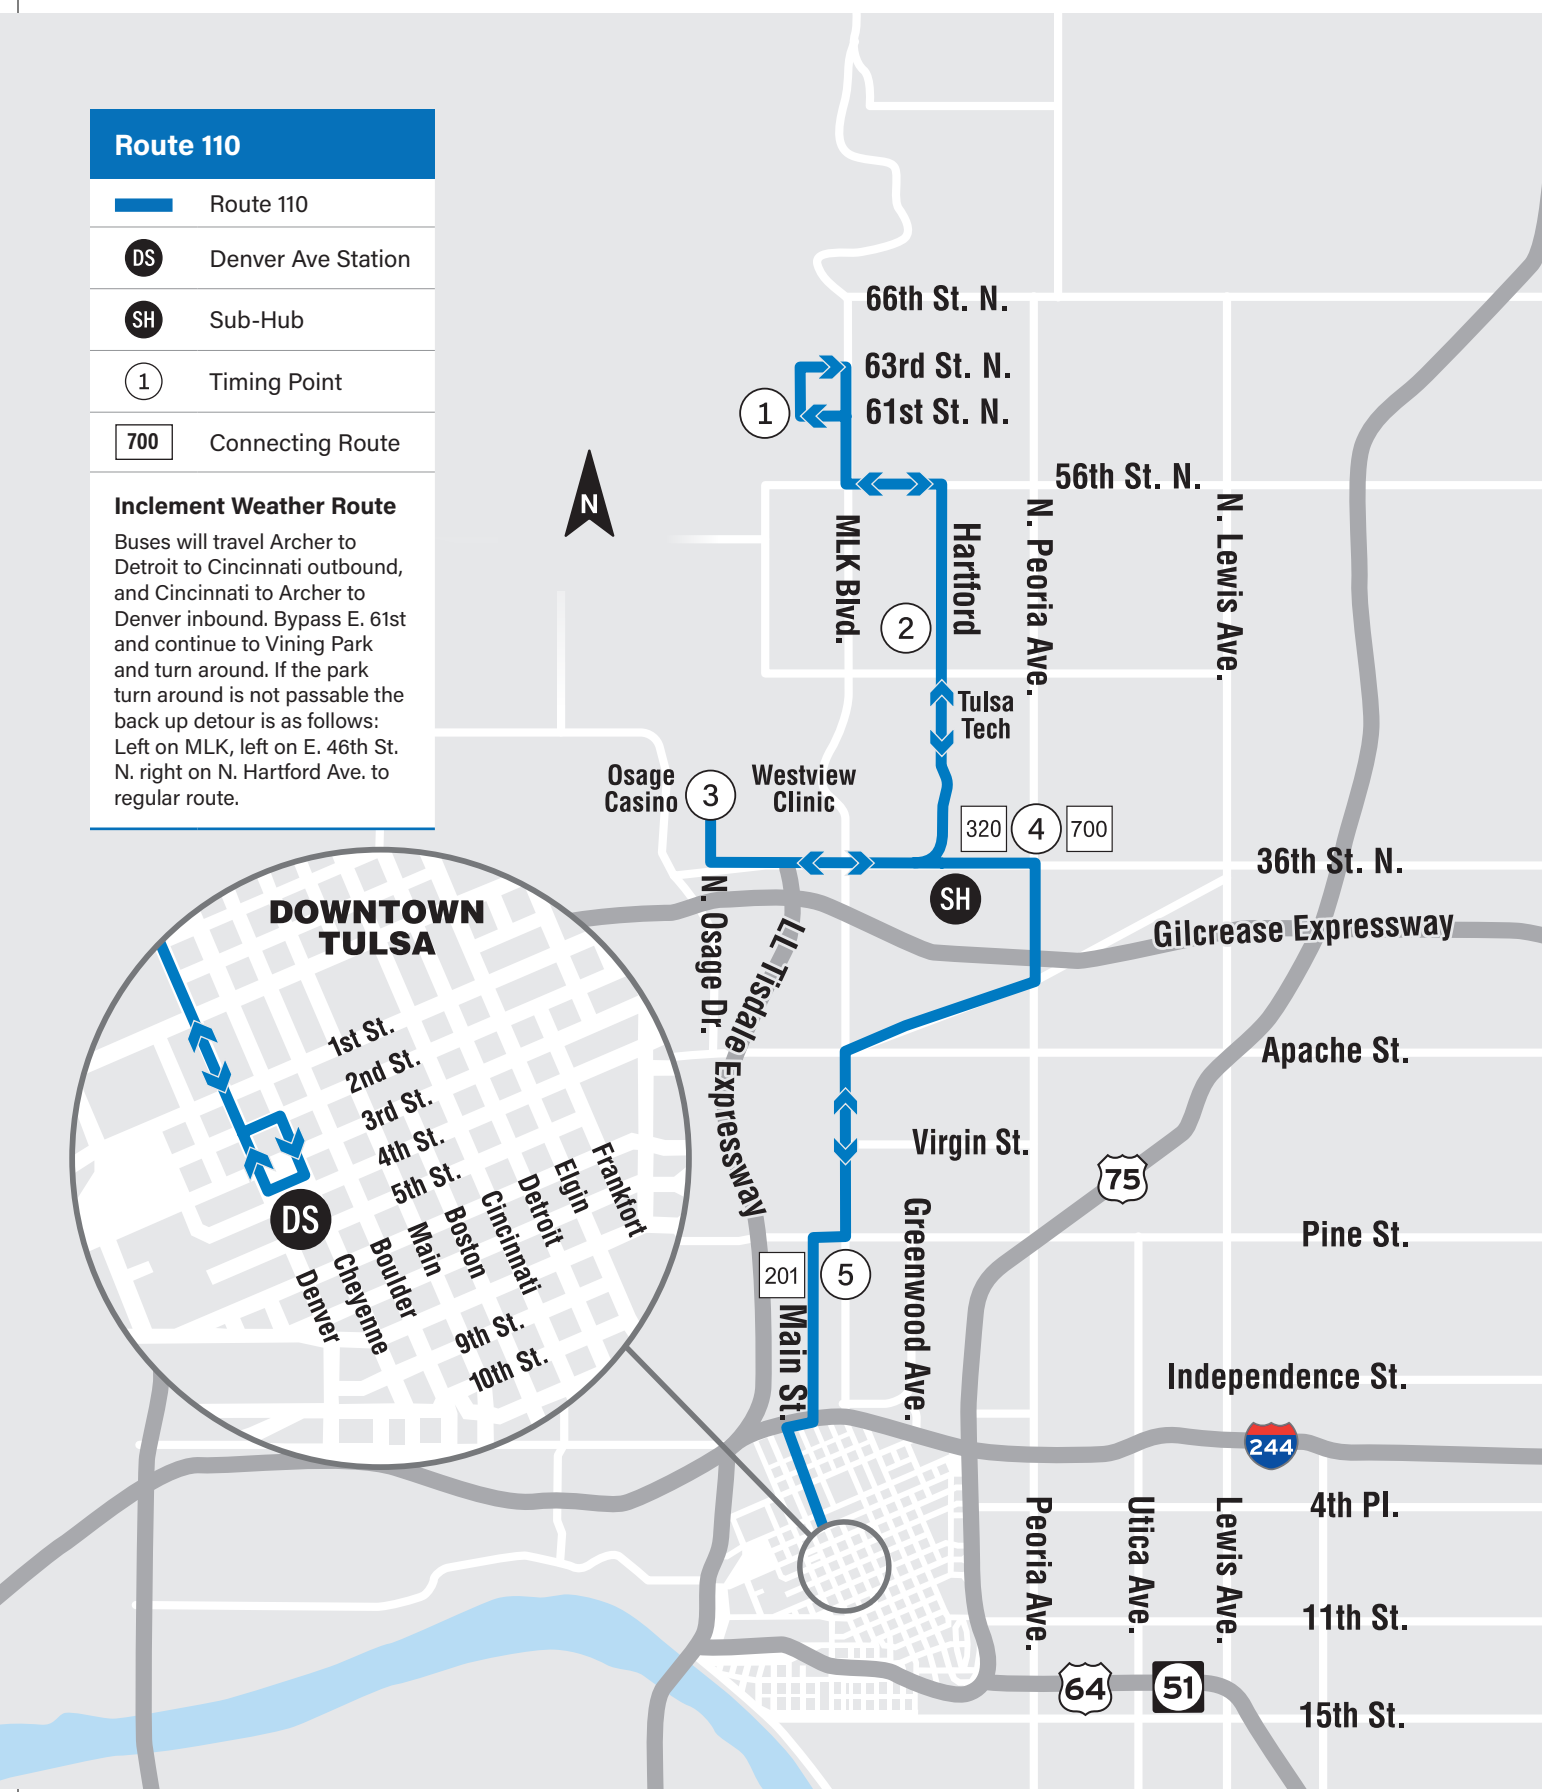 Route 110
Route 110
DS Denver Ave Station
SH Sub-Hub
1 Timing Point
700 Connecting Route
Inclement Weather Route
Buses will travel Archer to
Detroit to Cincinnati outbound,
and Cincinnati to Archer to
Denver inbound. Bypass E. 61st
and continue to Vining Park
and turn around. If the park
turn around is not passable the
back up detour is as follows:
Left on MLK, left on E. 46th St.
N. right on N. Hartford Ave. to
regular route.
N
66th St. N.
63rd St. N.
1
61st St. N.
56th St. N.
MLK Blvd.
Hartford
N. Peoria Ave.
N. Lewis Ave.
2
Tulsa
Tech
Osage
Casino
3
Westview
Clinic
320
4
700
36th St. N.
SH
N. Osage Dr.
LL Tisdale Expressway
Gilcrease Expressway
Apache St.
Virgin St.
75
Greenwood Ave.
Pine St.
201
5
Main St.
Independence St.
244
4th Pl.
Peoria Ave.
Utica Ave.
Lewis Ave.
11th St.
64
51
15th St.
DOWNTOWN
TULSA
1st St.
2nd St.
3rd St.
4th St.
5th St.
DS
Denver
Cheyenne
Boulder
Main
Boston
Cincinnati
Detroit
Elgin
Frankfort
9th St.
10th St.